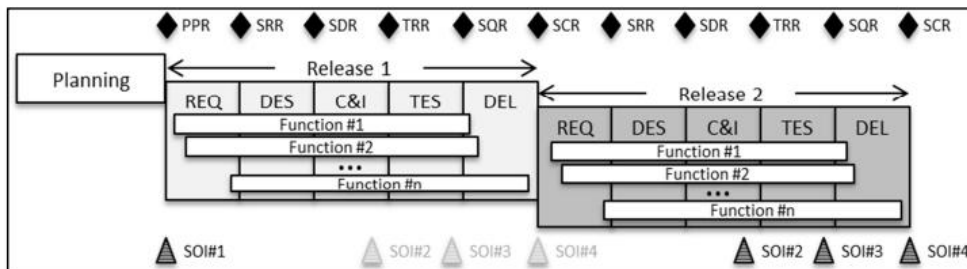 PPR SRR SDR TRR SQR SCR SRR SDR TRR SQR SCR
Planning
Release 1
REQ DES C&I TES DEL
Function #1
Function #2
...
Function #n
Release 2
REQ DES C&I TES DEL
Function #1
Function #2
...
Function #n
SOI#1 SOI#2 SOI#3 SOI#4 SOI#2 SOI#3 SOI#4